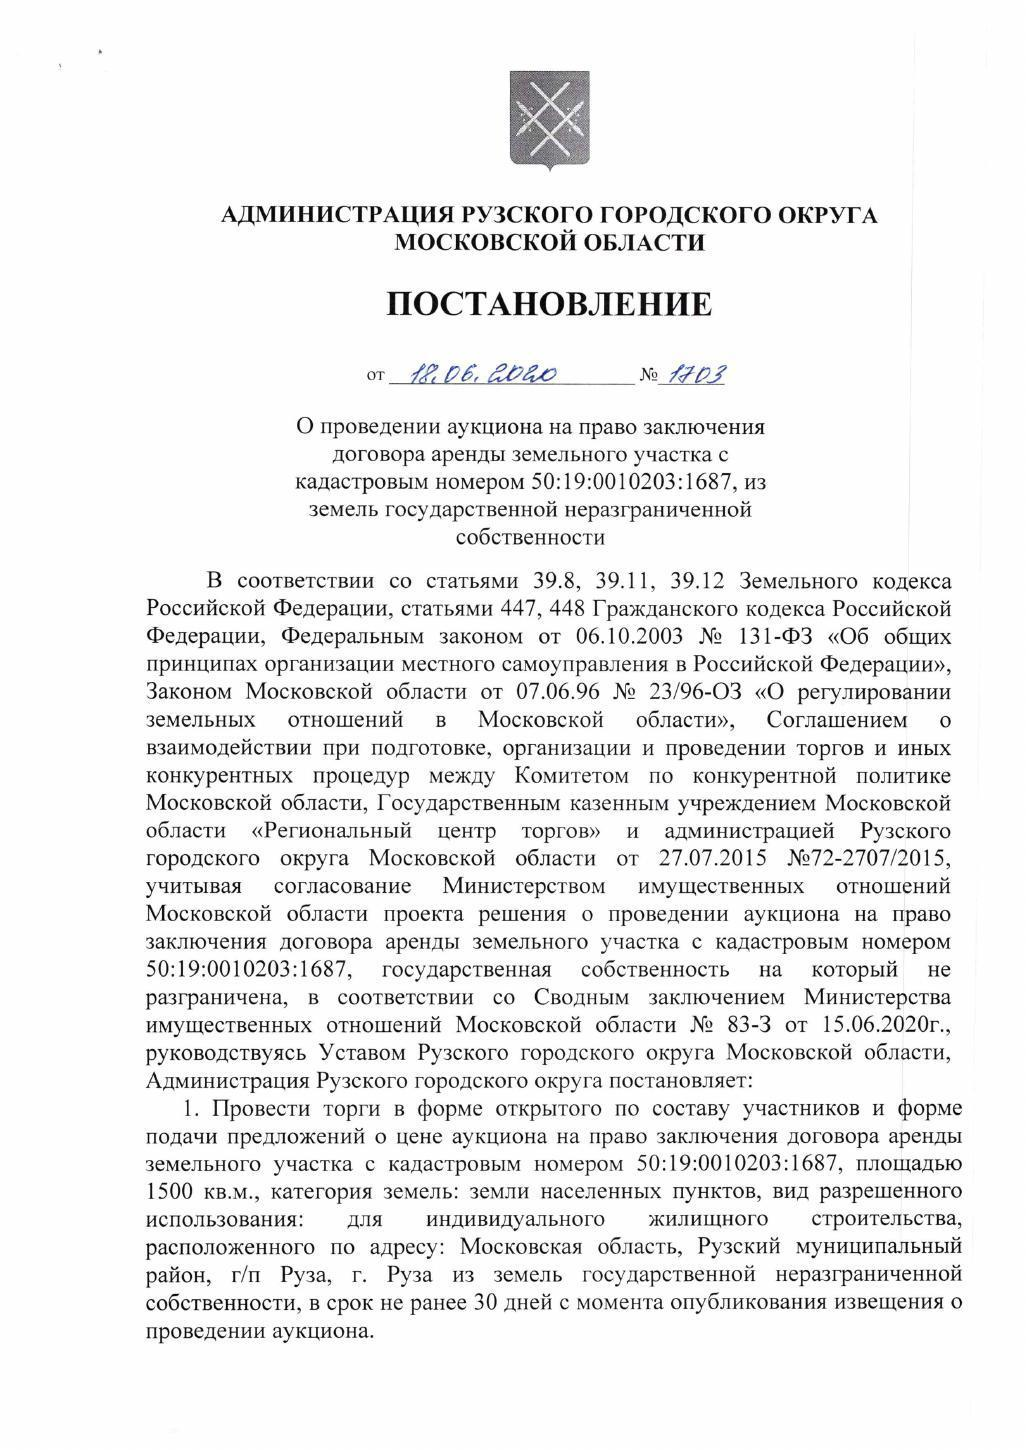 АДМИНИСТРАЦИЯ РУЗСКОГО ГОРОДСКОГО ОКРУГА
МОСКОВСКОЙ ОБЛАСТИ
ПОСТАНОВЛЕНИЕ
от 18.06.2020 № 1703
О проведении аукциона на право заключения
договора аренды земельного участка с
кадастровым номером 50:19:0010203:1687, из
земель государственной неразграниченной
собственности
В соответствии со статьями 39.8, 39.11, 39.12 Земельного кодекса
Российской Федерации, статьями 447, 448 Гражданского кодекса Российской
Федерации, Федеральным законом от 06.10.2003 № 131-ФЗ «Об общих
принципах организации местного самоуправления в Российской Федерации»,
Законом Московской области от 07.06.96 № 23/96-ОЗ «О регулировании
земельных отношений в Московской области», Соглашением о
взаимодействии при подготовке, организации и проведении торгов и иных
конкурентных процедур между Комитетом по конкурентной политике
Московской области, Государственным казенным учреждением Московской
области «Региональный центр торгов» и администрацией Рузского
городского округа Московской области от 27.07.2015 №72-2707/2015,
учитывая согласование Министерством имущественных отношений
Московской области проекта решения о проведении аукциона на право
заключения договора аренды земельного участка с кадастровым номером
50:19:0010203:1687, государственная собственность на который не
разграничена, в соответствии со Сводным заключением Министерства
имущественных отношений Московской области № 83-З от 15.06.2020г.,
руководствуясь Уставом Рузского городского округа Московской области,
Администрация Рузского городского округа постановляет:
1. Провести торги в форме открытого по составу участников и форме
подачи предложений о цене аукциона на право заключения договора аренды
земельного участка с кадастровым номером 50:19:0010203:1687, площадью
1500 кв.м., категория земель: земли населенных пунктов, вид разрешенного
использования: для индивидуального жилищного строительства,
расположенного по адресу: Московская область, Рузский муниципальный
район, г/п Руза, г. Руза из земель государственной неразграниченной
собственности, в срок не ранее 30 дней с момента опубликования извещения о
проведении аукциона.